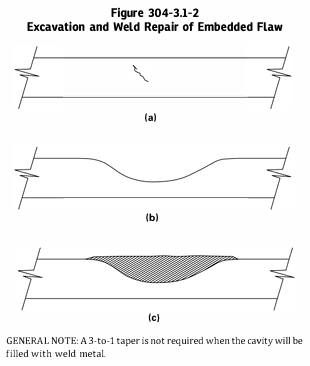 Figure 304-3.1-2
Excavation and Weld Repair of Embedded Flaw
(a)
(b)
(c)
GENERAL NOTE: A 3-to-1 taper is not required when the cavity will be
filled with weld metal.